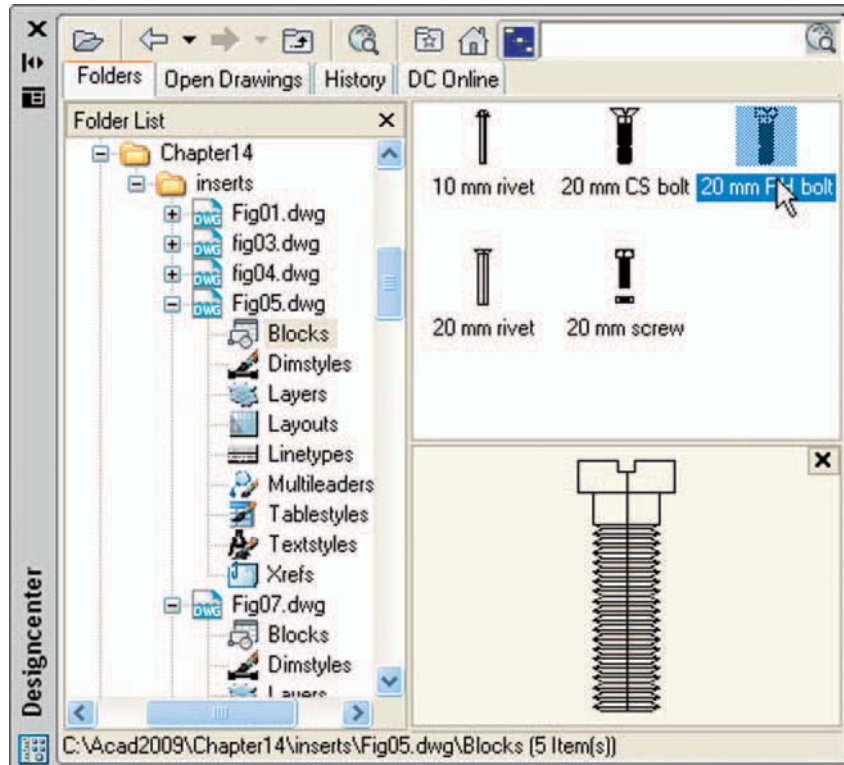 Folders
Open Drawings
History
DC Online
Folder List
Chapter14
inserts
Fig01.dwg
fig03.dwg
fig04.dwg
Fig05.dwg
Blocks
Dimstyles
Layers
Layouts
Linetypes
Multileaders
Tablestyles
Textstyles
Xrefs
Fig07.dwg
Blocks
Dimstyles
Layers
10 mm rivet
20 mm CS bolt
20 mm bolt
20 mm rivet
20 mm screw
Designcenter
C:\Acad2009\Chapter14\inserts\Fig05.dwg\Blocks (5 Item(s))